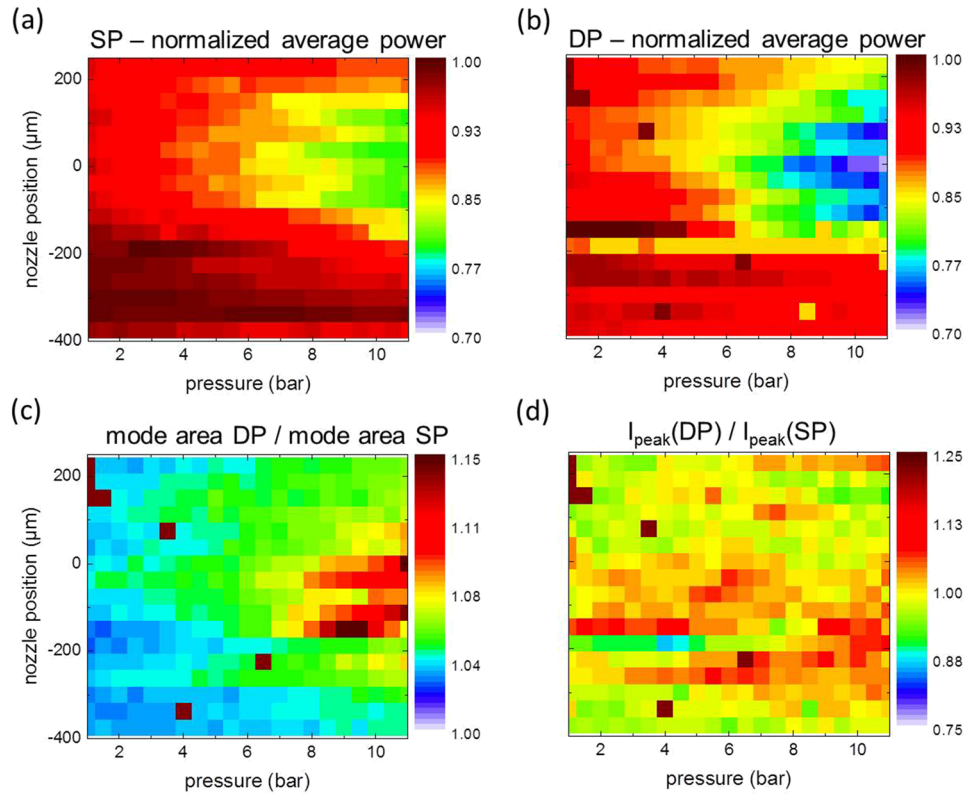 (a)
SP – normalized average power
nozzle position (µm)
200
0
-200
-400
2 4 6 8 10
pressure (bar)
1.00
0.93
0.85
0.77
0.70
(b)
DP – normalized average power
2 4 6 8 10
pressure (bar)
1.00
0.93
0.85
0.77
0.70
(c)
mode area DP / mode area SP
nozzle position (µm)
200
0
-200
-400
2 4 6 8 10
pressure (bar)
1.15
1.11
1.08
1.04
1.00
(d)
Ipeak(DP) / Ipeak(SP)
2 4 6 8 10
pressure (bar)
1.25
1.13
1.00
0.88
0.75